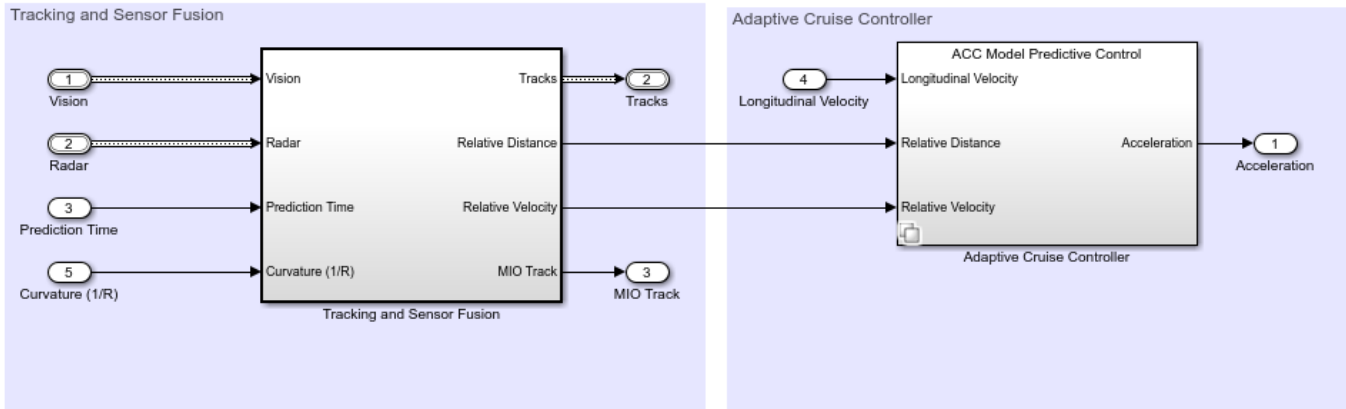 Tracking and Sensor Fusion
1
Vision
2
Radar
3
Prediction Time
5
Curvature (1/R)
Vision
Radar
Prediction Time
Curvature (1/R)
Tracks
Relative Distance
Relative Velocity
MIO Track
Tracking and Sensor Fusion
2
Tracks
3
MIO Track
Adaptive Cruise Controller
4
Longitudinal Velocity
ACC Model Predictive Control
Longitudinal Velocity
Relative Distance
Relative Velocity
Acceleration
Adaptive Cruise Controller
1
Acceleration